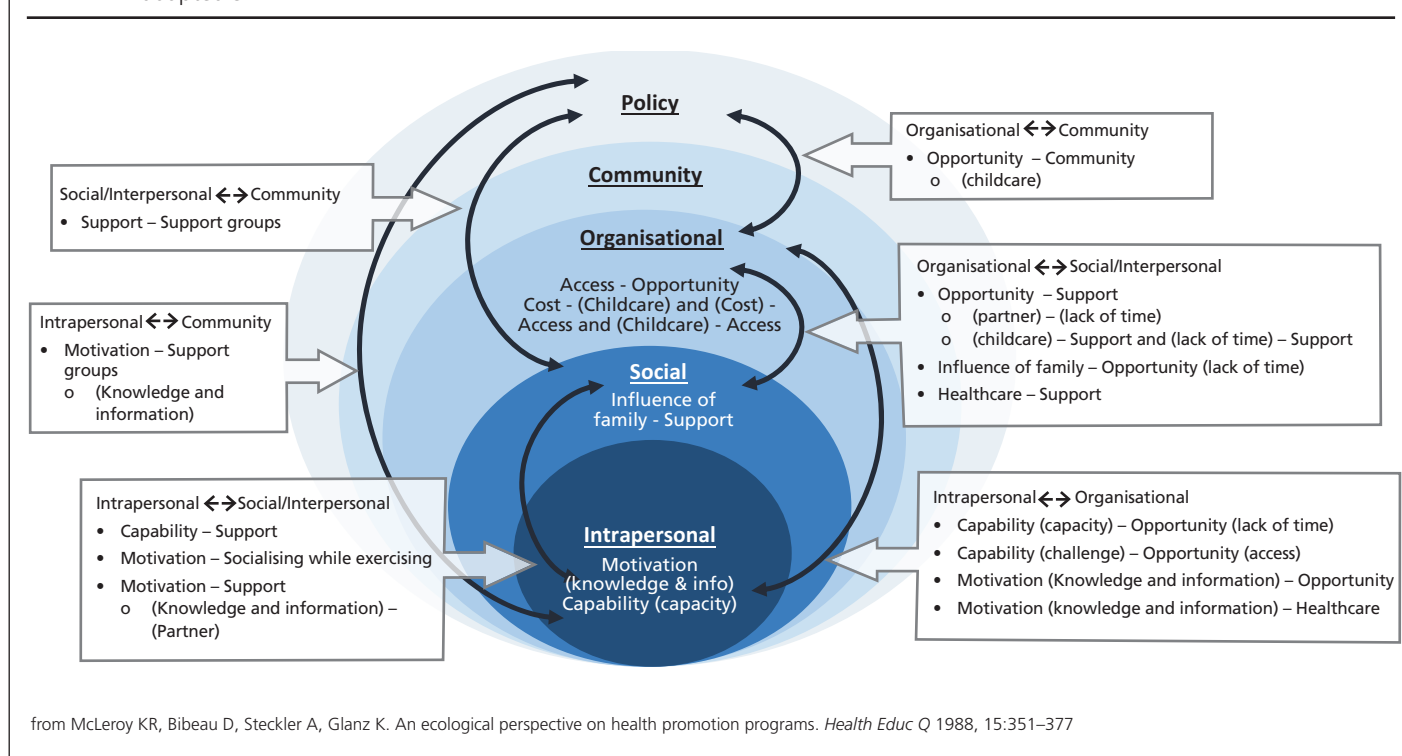 Policy
Community
Organisational
Access - Opportunity
Cost - (Childcare) and (Cost) -
Access and (Childcare) - Access
Social
Influence of
family - Support
Intrapersonal
Motivation
(knowledge & info)
Capability (capacity)
Social/Interpersonal ↔ Community
• Support – Support groups
Intrapersonal ↔ Community
• Motivation – Support
groups
o (Knowledge and
information)
Intrapersonal ↔ Social/Interpersonal
• Capability – Support
• Motivation – Socialising while exercising
• Motivation – Support
o (Knowledge and information) –
(Partner)
Organisational ↔ Community
• Opportunity – Community
o (childcare)
Organisational ↔ Social/Interpersonal
• Opportunity – Support
o (partner) – (lack of time)
o (childcare) – Support and (lack of time) – Support
• Influence of family – Opportunity (lack of time)
• Healthcare – Support
Intrapersonal ↔ Organisational
• Capability (capacity) – Opportunity (lack of time)
• Capability (challenge) – Opportunity (access)
• Motivation (Knowledge and information) – Opportunity
• Motivation (knowledge and information) – Healthcare
from McLeroy KR, Bibeau D, Steckler A, Glanz K. An ecological perspective on health promotion programs. Health Educ Q 1988, 15:351–377